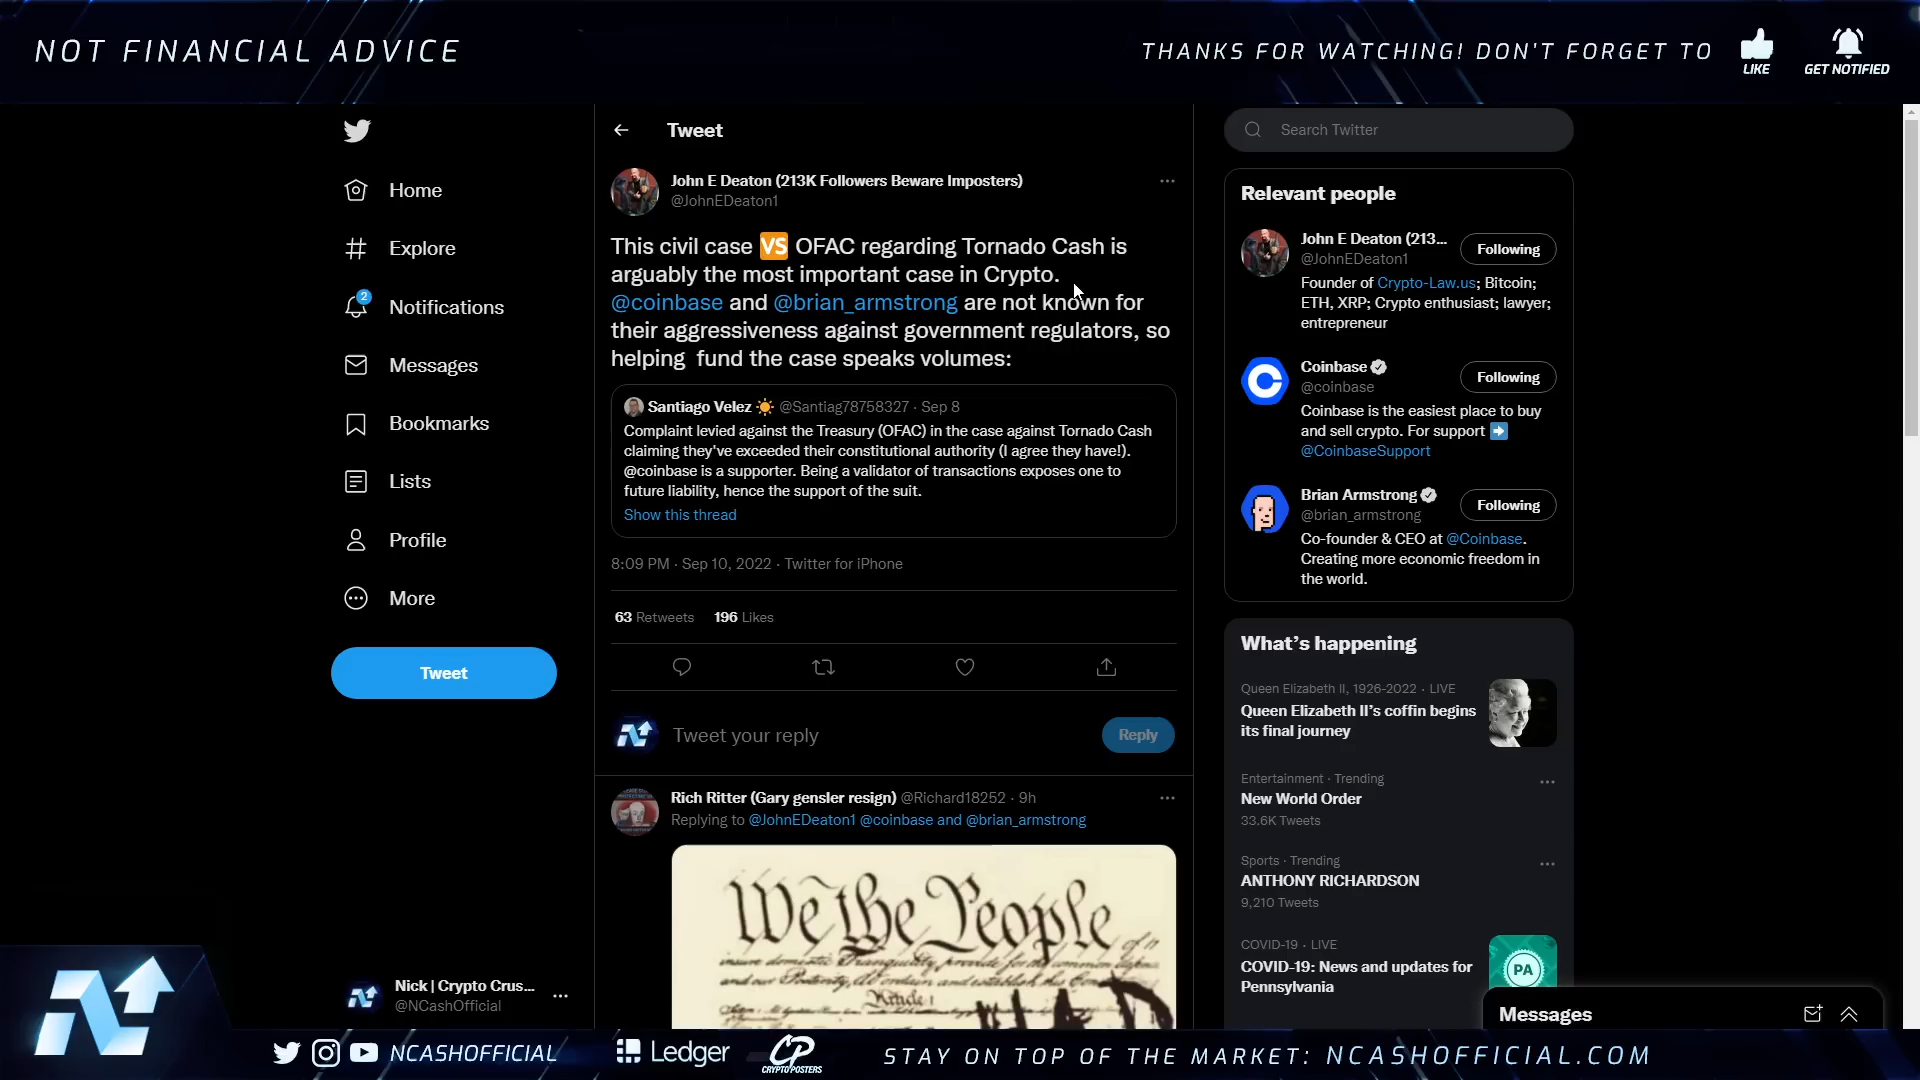 NOT FINANCIAL ADVICE
THANKS FOR WATCHING! DON'T FORGET TO
LIKE
GET NOTIFIED
Home
Explore
2
Notifications
Messages
Bookmarks
Lists
Profile
More
Tweet
Nick | Crypto Crus...
@NCashOfficial
Tweet
John E Deaton (213K Followers Beware Imposters)
@JohnEDeaton1
This civil case VS OFAC regarding Tornado Cash is
arguably the most important case in Crypto.
@coinbase and @brian_armstrong are not known for
their aggressiveness against government regulators, so
helping fund the case speaks volumes:
Santiago Velez @Santiag78758327 · Sep 8
Complaint levied against the Treasury (OFAC) in the case against Tornado Cash
claiming they've exceeded their constitutional authority (I agree they have!).
@coinbase is a supporter. Being a validator of transactions exposes one to
future liability, hence the support of the suit.
Show this thread
8:09 PM · Sep 10, 2022 · Twitter for iPhone
63 Retweets 196 Likes
Tweet your reply
Reply
Rich Ritter (Gary gensler resign) @Richard18252 · 9h
Replying to @JohnEDeaton1 @coinbase and @brian_armstrong
We the People
insure domestic Tranquility, provide for the common defence
Article I
Search Twitter
Relevant people
John E Deaton (213...
@JohnEDeaton1
Following
Founder of Crypto-Law.us; Bitcoin;
ETH, XRP; Crypto enthusiast; lawyer;
entrepreneur
Coinbase
@coinbase
Following
Coinbase is the easiest place to buy
and sell crypto. For support
@CoinbaseSupport
Brian Armstrong
@brian_armstrong
Following
Co-founder & CEO at @Coinbase.
Creating more economic freedom in
the world.
What's happening
Queen Elizabeth II, 1926-2022 · LIVE
Queen Elizabeth II's coffin begins
its final journey
Entertainment · Trending
New World Order
33.6K Tweets
Sports · Trending
ANTHONY RICHARDSON
9,210 Tweets
COVID-19 · LIVE
COVID-19: News and updates for
Pennsylvania
PA
Messages
NCASHOFFICIAL
Ledger
CP
CRYPTOPOSTERS
STAY ON TOP OF THE MARKET: NCASHOFFICIAL.COM